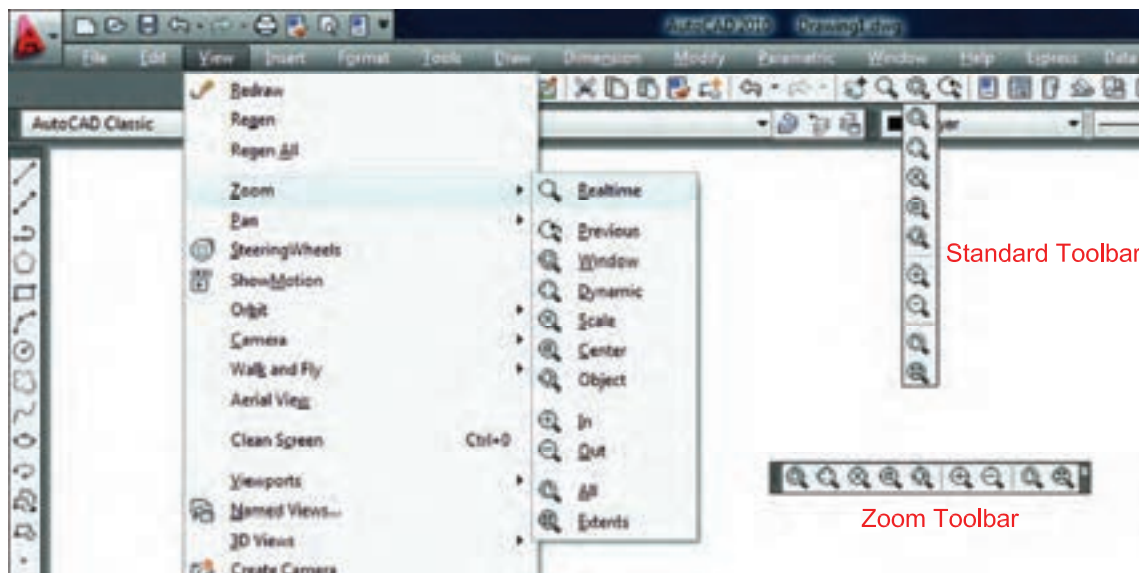 AutoCAD 2010 Drawing1.dwg
File Edit View Insert Format Tools Draw Dimension Modify Parametric Window Help Express Data
AutoCAD Classic
Redraw
Regen
Regen All
Zoom
Pan
SteeringWheels
ShowMotion
Orbit
Camera
Walk and Fly
Aerial View
Clean Screen Ctrl+0
Viewports
Named Views...
3D Views
Create Camera
Realtime
Previous
Window
Dynamic
Scale
Center
Object
In
Out
All
Extents
yer
Standard Toolbar
Zoom Toolbar